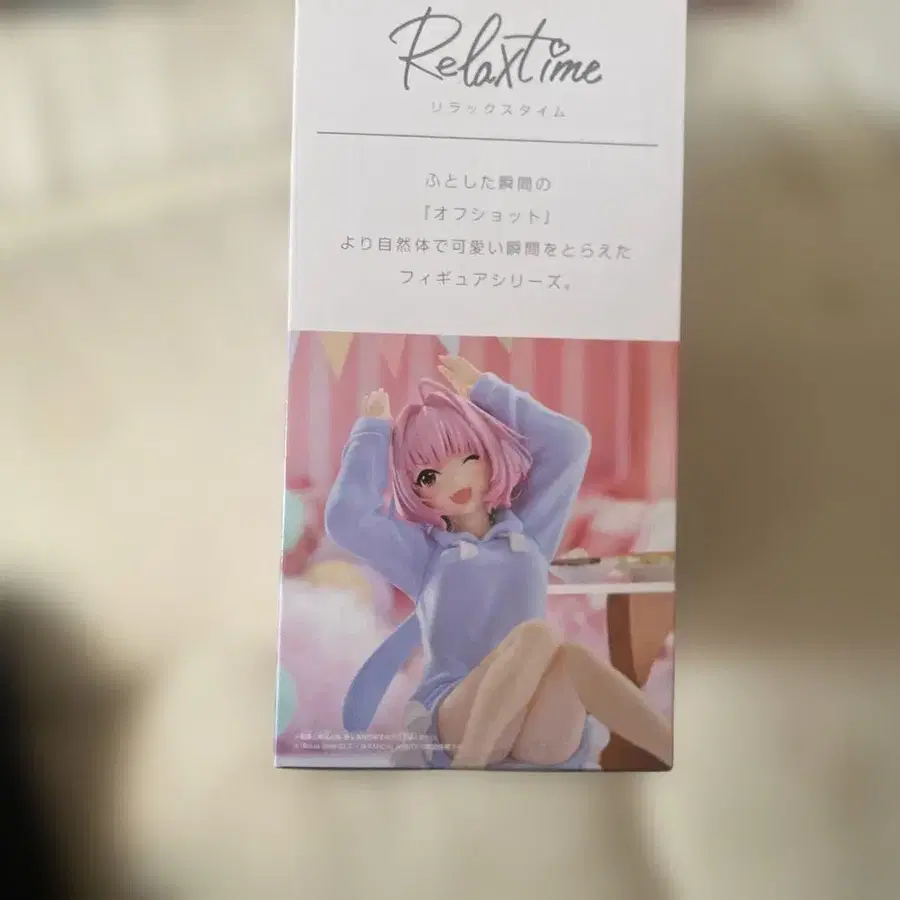 Relaxtime
リラックスタイム
ふとした瞬間の
『オフショット』
より自然体で可愛い瞬間をとらえた
フィギュアシリーズ。